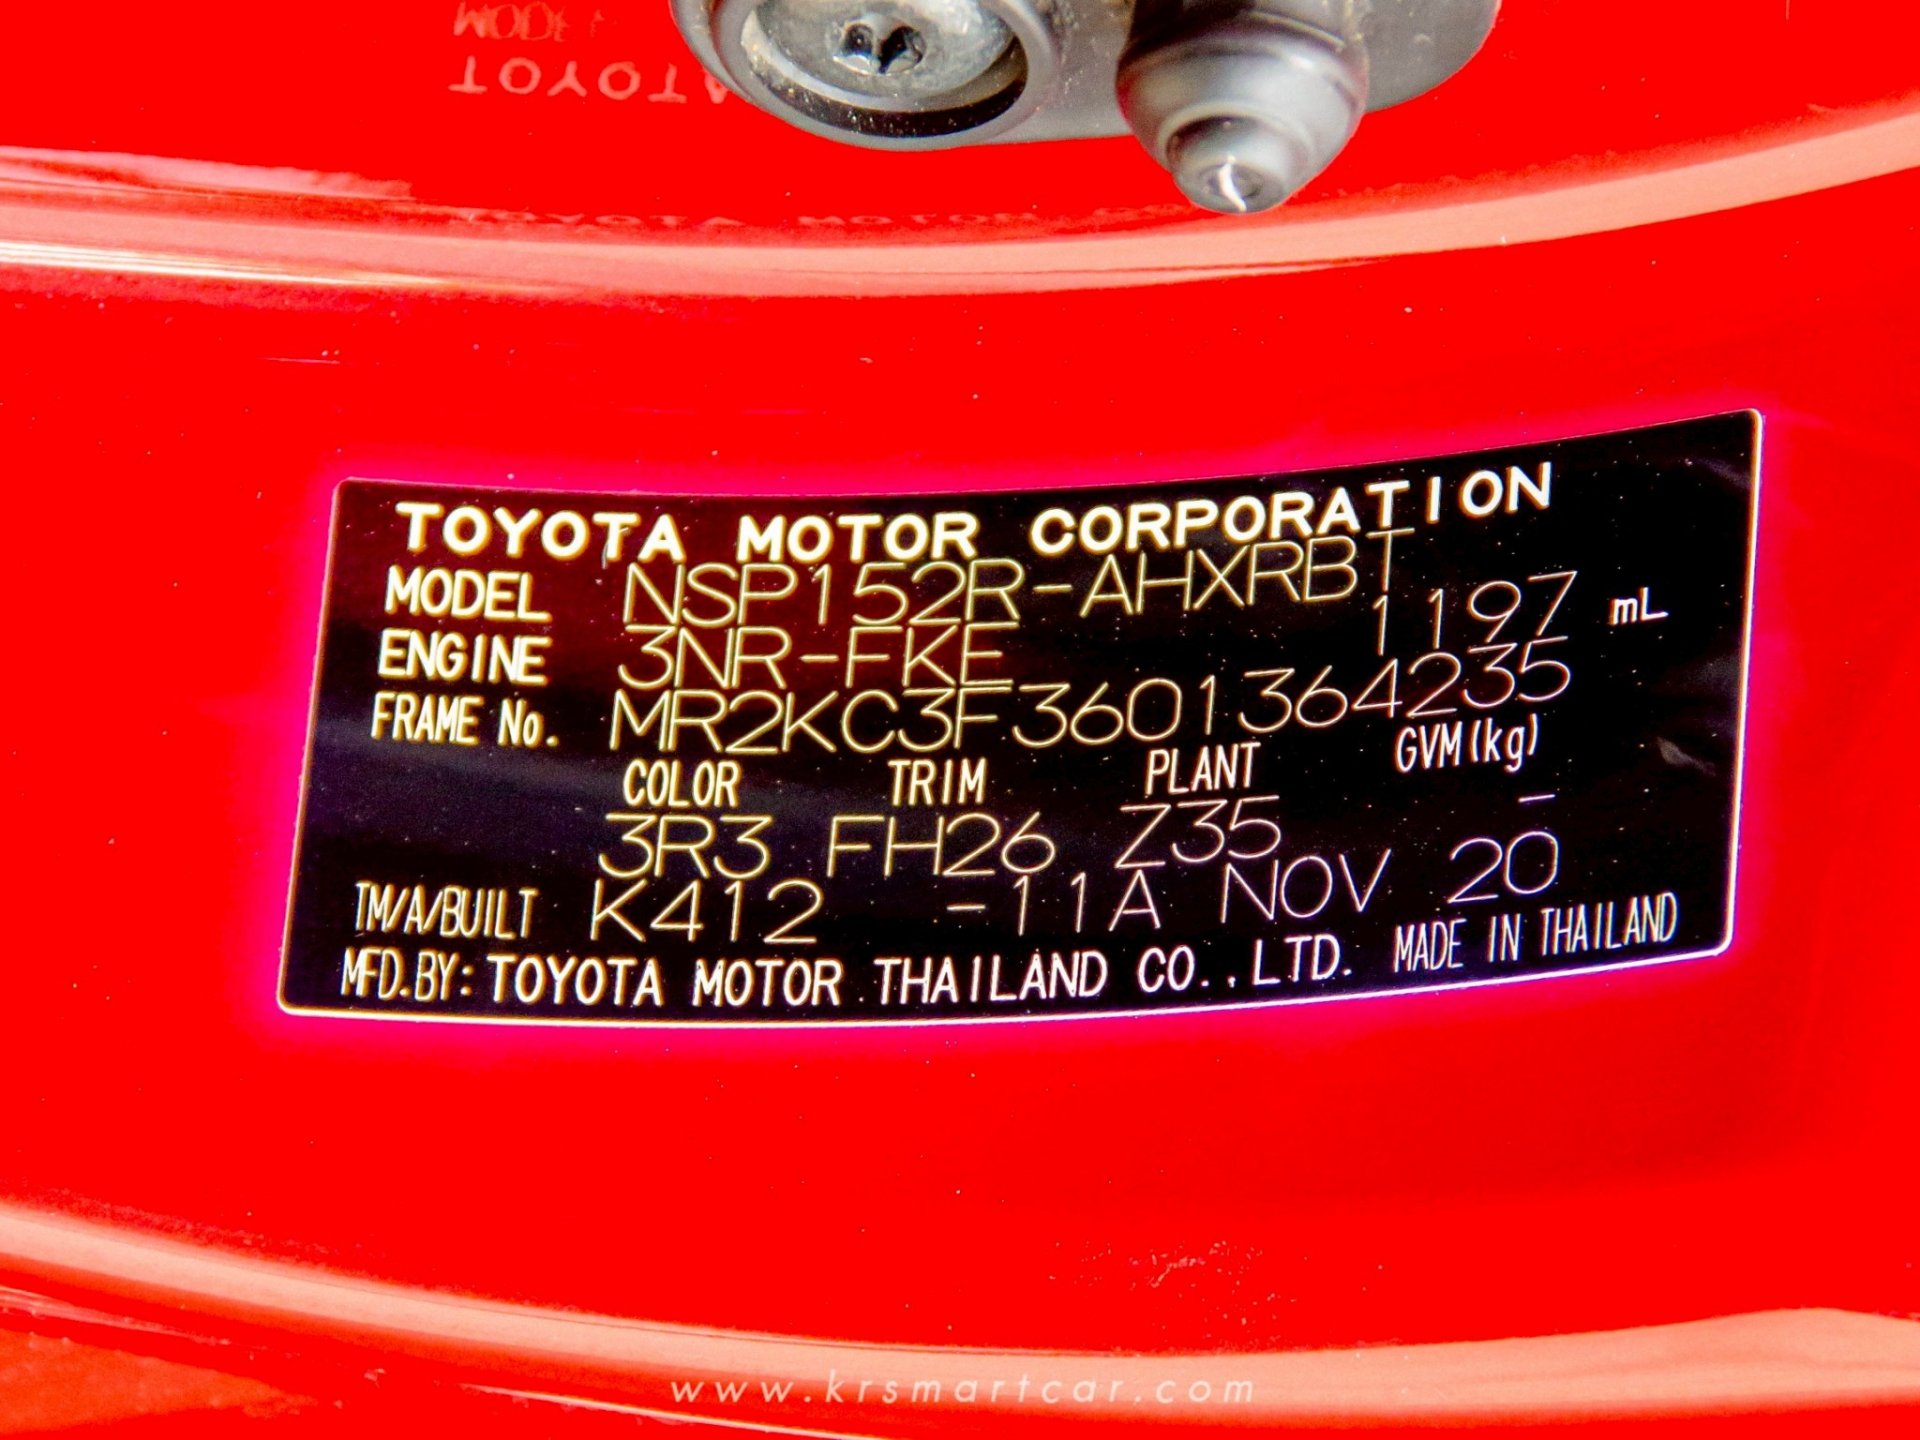 TOYOTA MOTOR CORPORATION
MODEL NSP152R-AHXRBT
ENGINE 3NR-FKE 1197 mL
FRAME No. MR2KC3F3601364235
COLOR TRIM PLANT GVM(kg)
3R3 FH26 Z35 -
TM/A/BUILT K412 -11A NOV 20
MFD.BY: TOYOTA MOTOR THAILAND CO.,LTD. MADE IN THAILAND
www.krsmartcar.com